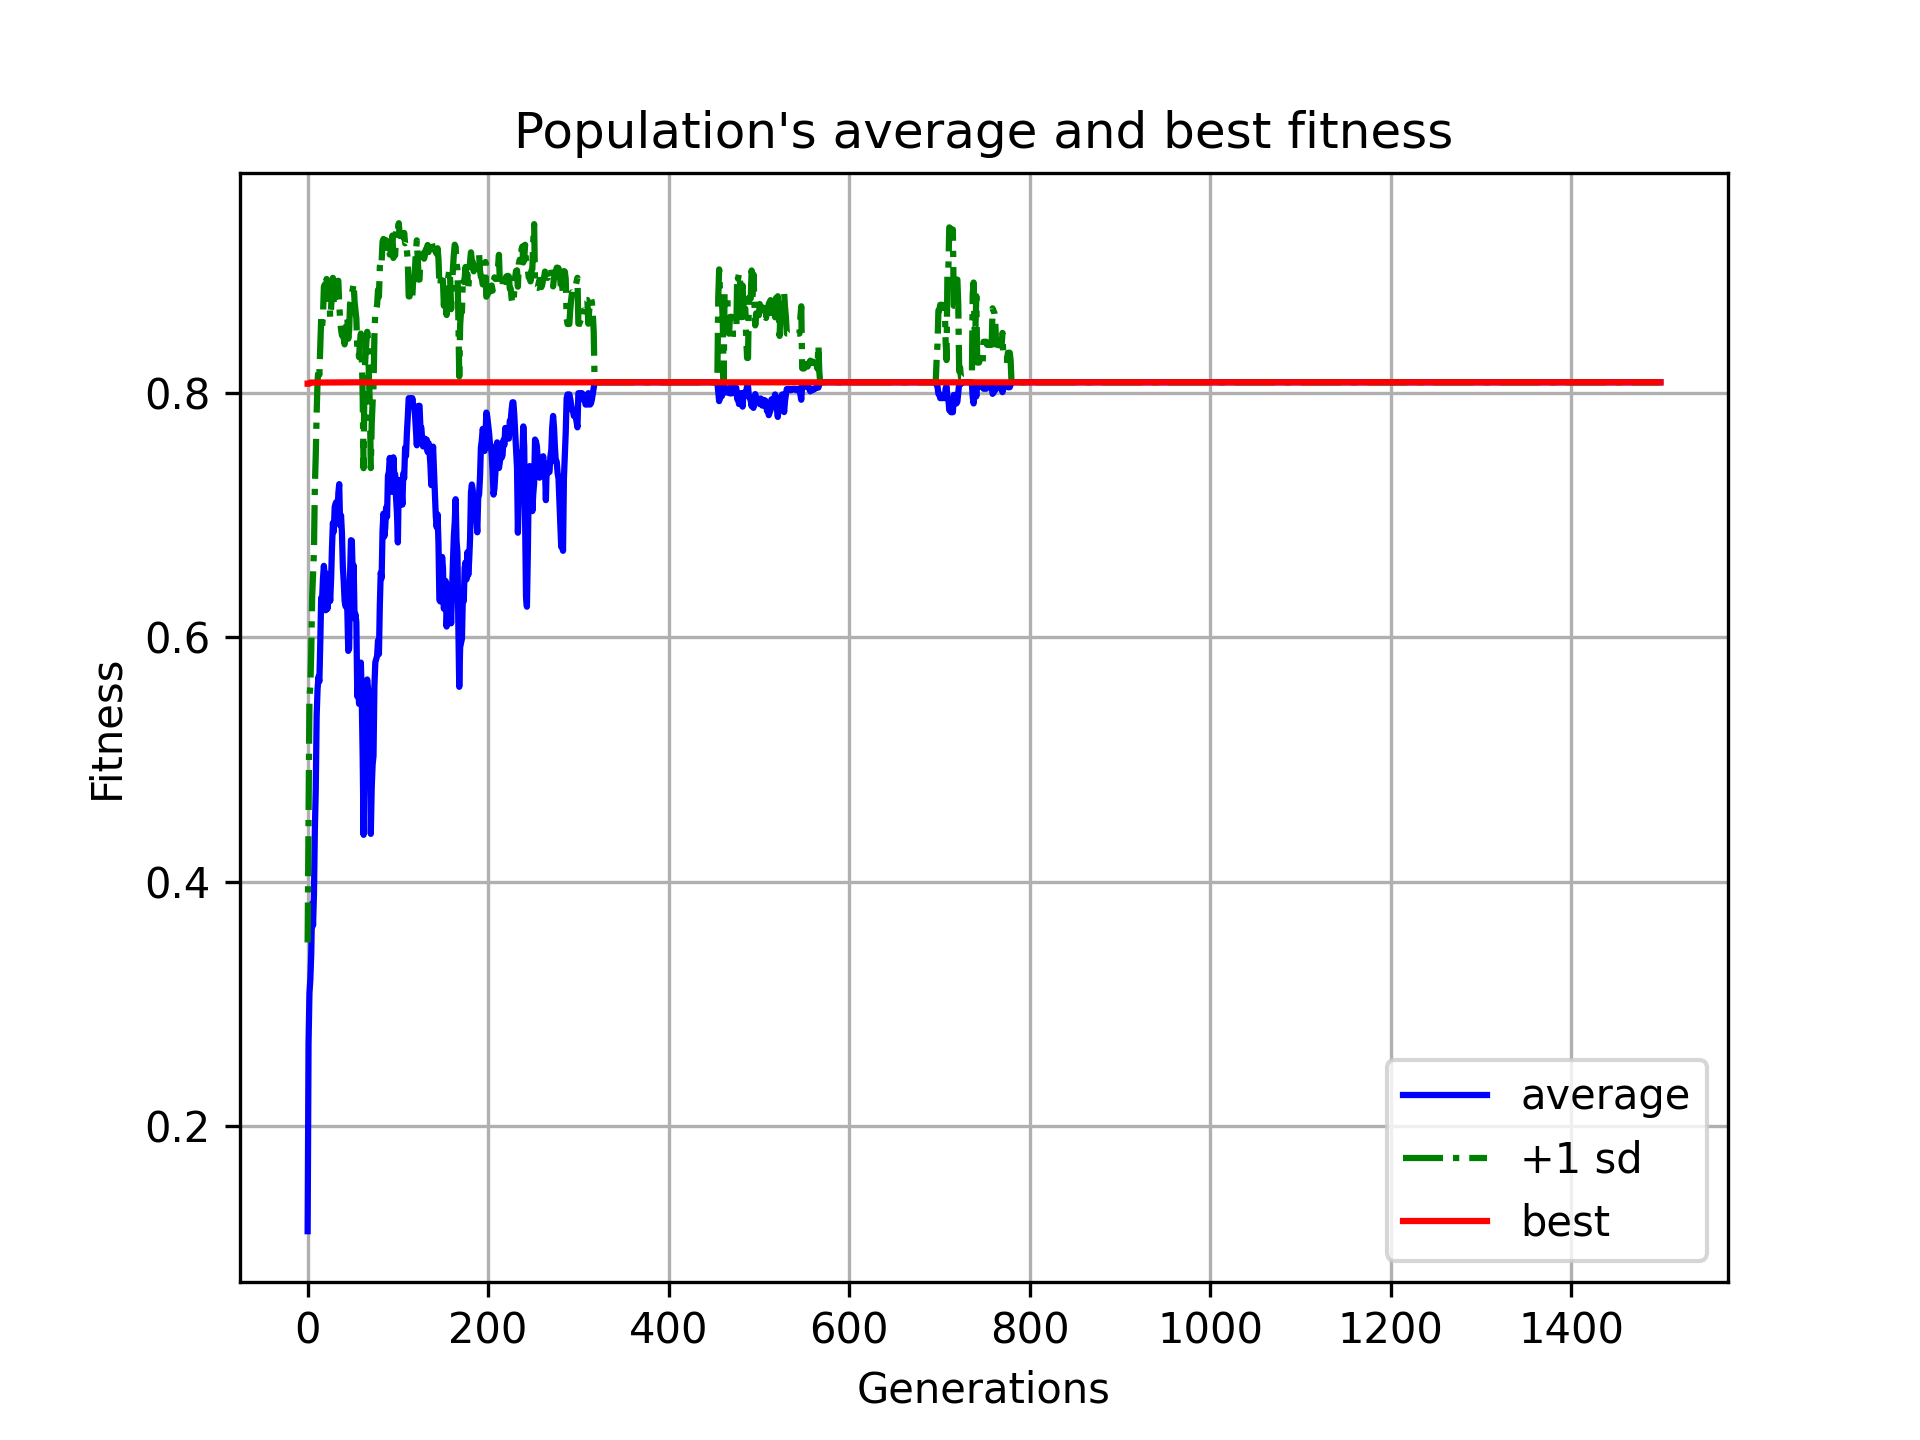 Population's average and best fitness
Fitness
0.8
0.6
0.4
0.2
0 200 400 600 800 1000 1200 1400
Generations
average
+1 sd
best